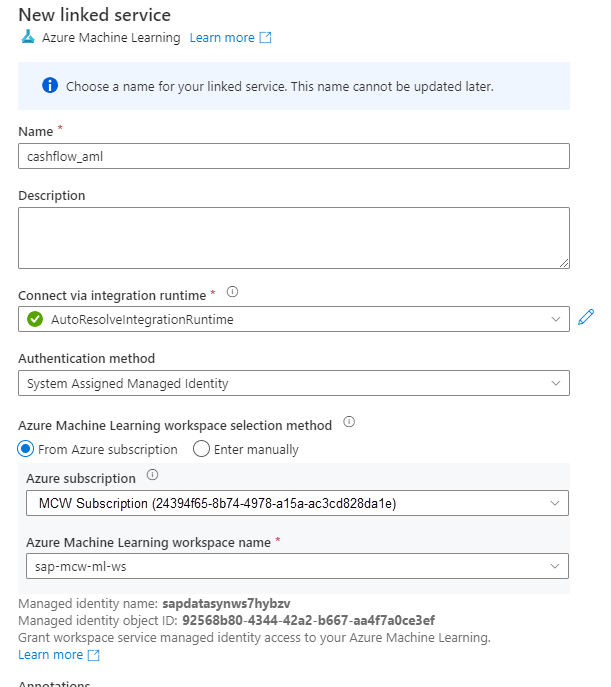 New linked service
Azure Machine Learning Learn more
Choose a name for your linked service. This name cannot be updated later.
Name *
cashflow_aml
Description
Connect via integration runtime *
AutoResolveIntegrationRuntime
Authentication method
System Assigned Managed Identity
Azure Machine Learning workspace selection method
From Azure subscription Enter manually
Azure subscription
MCW Subscription (24394f65-8b74-4978-a15a-ac3cd828da1e)
Azure Machine Learning workspace name *
sap-mcw-ml-ws
Managed identity name: sapdatasynws7hybzv
Managed identity object ID: 92568b80-4344-42a2-b667-aa4f7a0ce3ef
Grant workspace service managed identity access to your Azure Machine Learning.
Learn more
Annotations